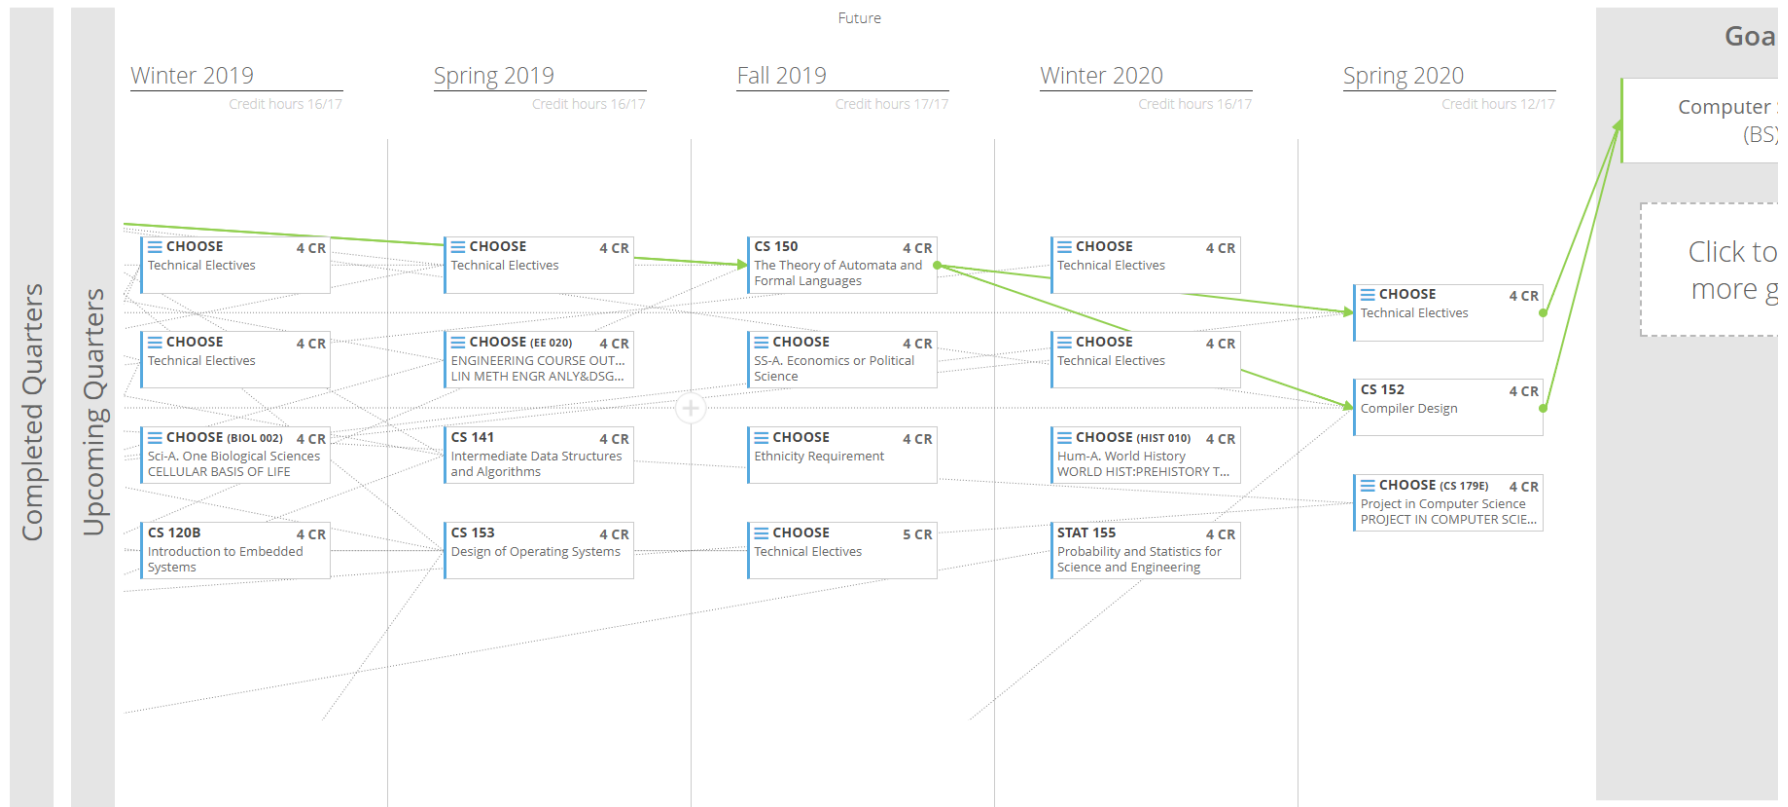 Future
Completed Quarters
Upcoming Quarters
Winter 2019
Credit hours 16/17
CHOOSE 4 CR
Technical Electives
CHOOSE 4 CR
Technical Electives
CHOOSE (BIOL 002) 4 CR
Sci-A. One Biological Sciences
CELLULAR BASIS OF LIFE
CS 120B 4 CR
Introduction to Embedded
Systems
Spring 2019
Credit hours 16/17
CHOOSE 4 CR
Technical Electives
CHOOSE (EE 020) 4 CR
ENGINEERING COURSE OUT...
LIN METH ENGR ANLY&DSG...
CS 141 4 CR
Intermediate Data Structures
and Algorithms
CS 153 4 CR
Design of Operating Systems
Fall 2019
Credit hours 17/17
CS 150 4 CR
The Theory of Automata and
Formal Languages
CHOOSE 4 CR
SS-A. Economics or Political
Science
CHOOSE 4 CR
Ethnicity Requirement
CHOOSE 5 CR
Technical Electives
Winter 2020
Credit hours 16/17
CHOOSE 4 CR
Technical Electives
CHOOSE 4 CR
Technical Electives
CHOOSE (HIST 010) 4 CR
Hum-A. World History
WORLD HIST:PREHISTORY T...
STAT 155 4 CR
Probability and Statistics for
Science and Engineering
Spring 2020
Credit hours 12/17
CHOOSE 4 CR
Technical Electives
CS 152 4 CR
Compiler Design
CHOOSE (CS 179E) 4 CR
Project in Computer Science
PROJECT IN COMPUTER SCIE...
Goa
Computer
(BS)
Click to
more g